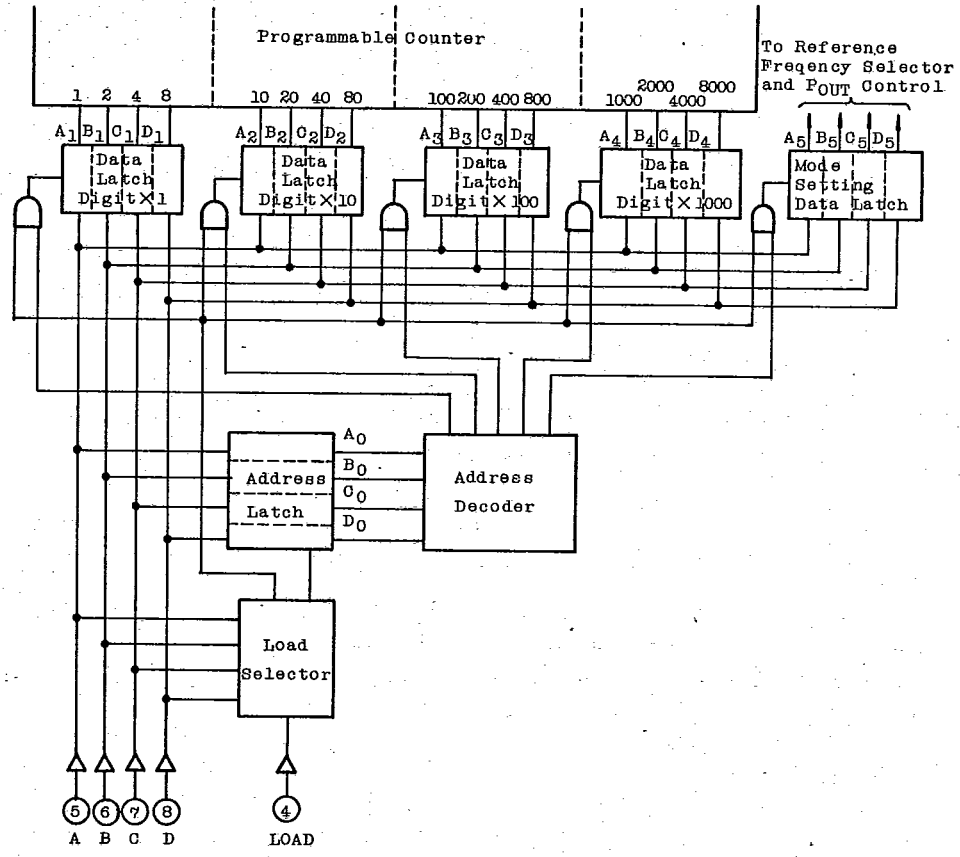 Programmable Counter
To Reference
Freqency Selector
and POUT Control
1 2 4 8
10 20 40 80
100 200 400 800
1000 2000 4000 8000
A1 B1 C1 D1
A2 B2 C2 D2
A3 B3 C3 D3
A4 B4 C4 D4
A5 B5 C5 D5
Data
Latch
Digit×1
Data
Latch
Digit×10
Data
Latch
Digit×100
Data
Latch
Digit×1000
Mode
Setting
Data Latch
A0
B0
C0
D0
Address
Latch
Address
Decoder
Load
Selector
5 6 7 8 4
A B C D LOAD